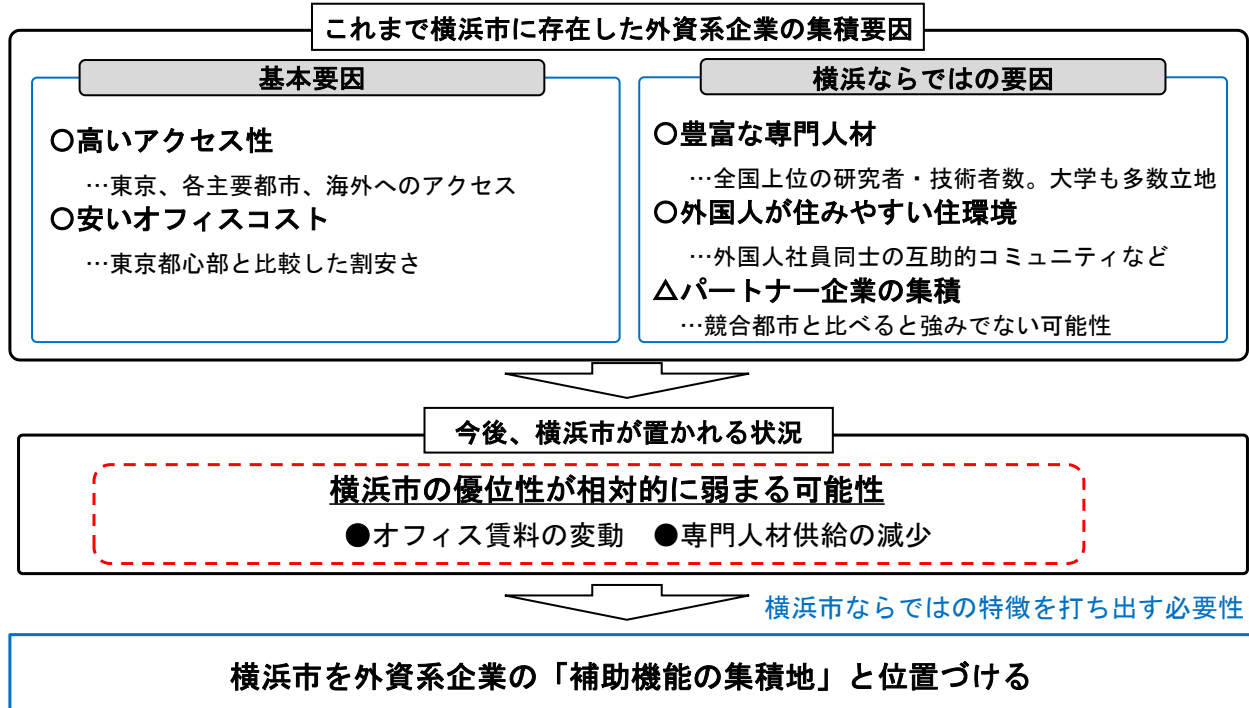 これまで横浜市に存在した外資系企業の集積要因
基本要因
〇高いアクセス性
…東京、各主要都市、海外へのアクセス
〇安いオフィスコスト
…東京都心部と比較した割安さ
横浜ならではの要因
〇豊富な専門人材
…全国上位の研究者・技術者数。大学も多数立地
〇外国人が住みやすい住環境
…外国人社員同士の互助的コミュニティなど
△パートナー企業の集積
…競合都市と比べると強みでない可能性
今後、横浜市が置かれる状況
横浜市の優位性が相対的に弱まる可能性
●オフィス賃料の変動 ●専門人材供給の減少
横浜市ならではの特徴を打ち出す必要性
横浜市を外資系企業の「補助機能の集積地」と位置づける